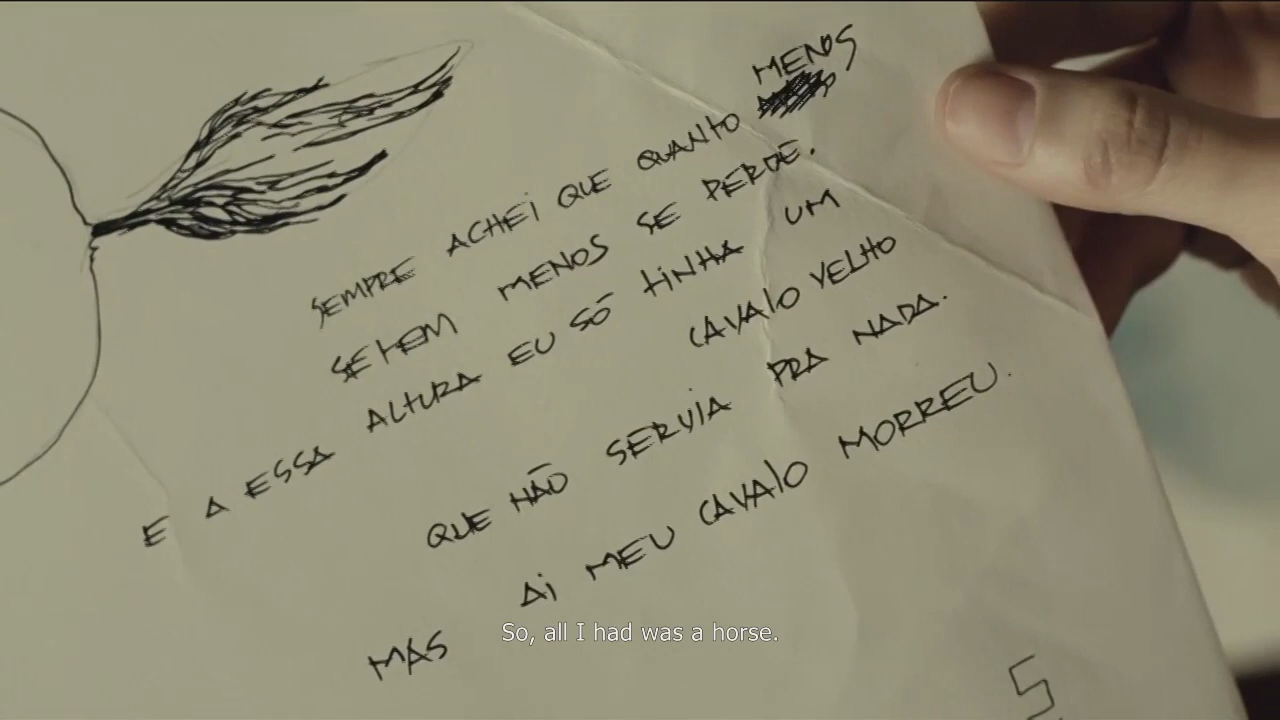 SEMPRE ACHEI QUE QUANTO MENOS
SE TEM MENOS SE PERDE.
E A ESSA ALTURA EU SÓ TINHA UM
CAVALO VELHO
QUE NÃO SERVIA PRA NADA.
MAS Ai MEU CAVALO MORREU.
So, all I had was a horse.
S